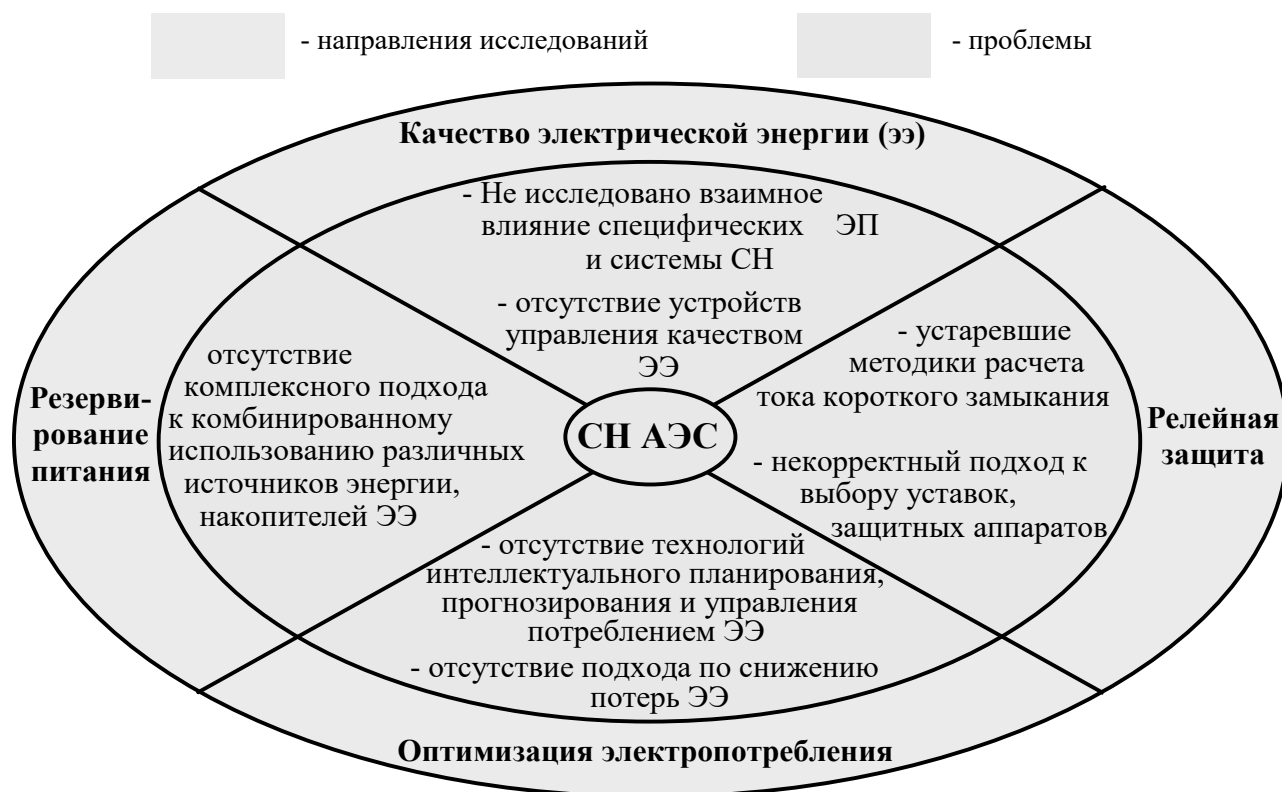 - направления исследований
- проблемы
Качество электрической энергии (ээ)
- Не исследовано взаимное
влияние специфических ЭП
и системы СН
- отсутствие устройств
управления качеством
ЭЭ
Резерви-
рование
питания
отсутствие
комплексного подхода
к комбинированному
использованию различных
источников энергии,
накопителей ЭЭ
СН АЭС
- устаревшие
методики расчета
тока короткого замыкания
- некорректный подход к
выбору уставок,
защитных аппаратов
Релейная
защита
- отсутствие технологий
интеллектуального планирования,
прогнозирования и управления
потреблением ЭЭ
- отсутствие подхода по снижению
потерь ЭЭ
Оптимизация электропотребления